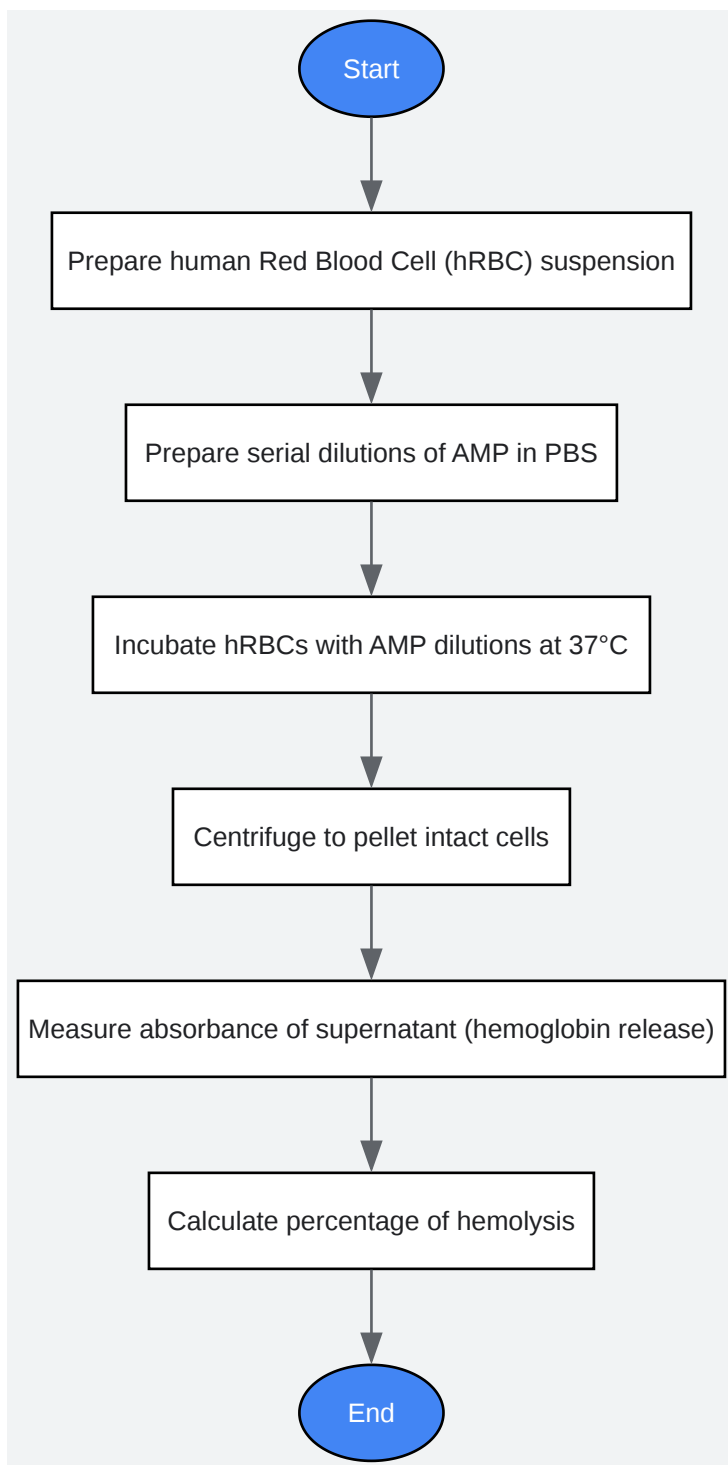 Start
Prepare human Red Blood Cell (hRBC) suspension
Prepare serial dilutions of AMP in PBS
Incubate hRBCs with AMP dilutions at 37°C
Centrifuge to pellet intact cells
Measure absorbance of supernatant (hemoglobin release)
Calculate percentage of hemolysis
End